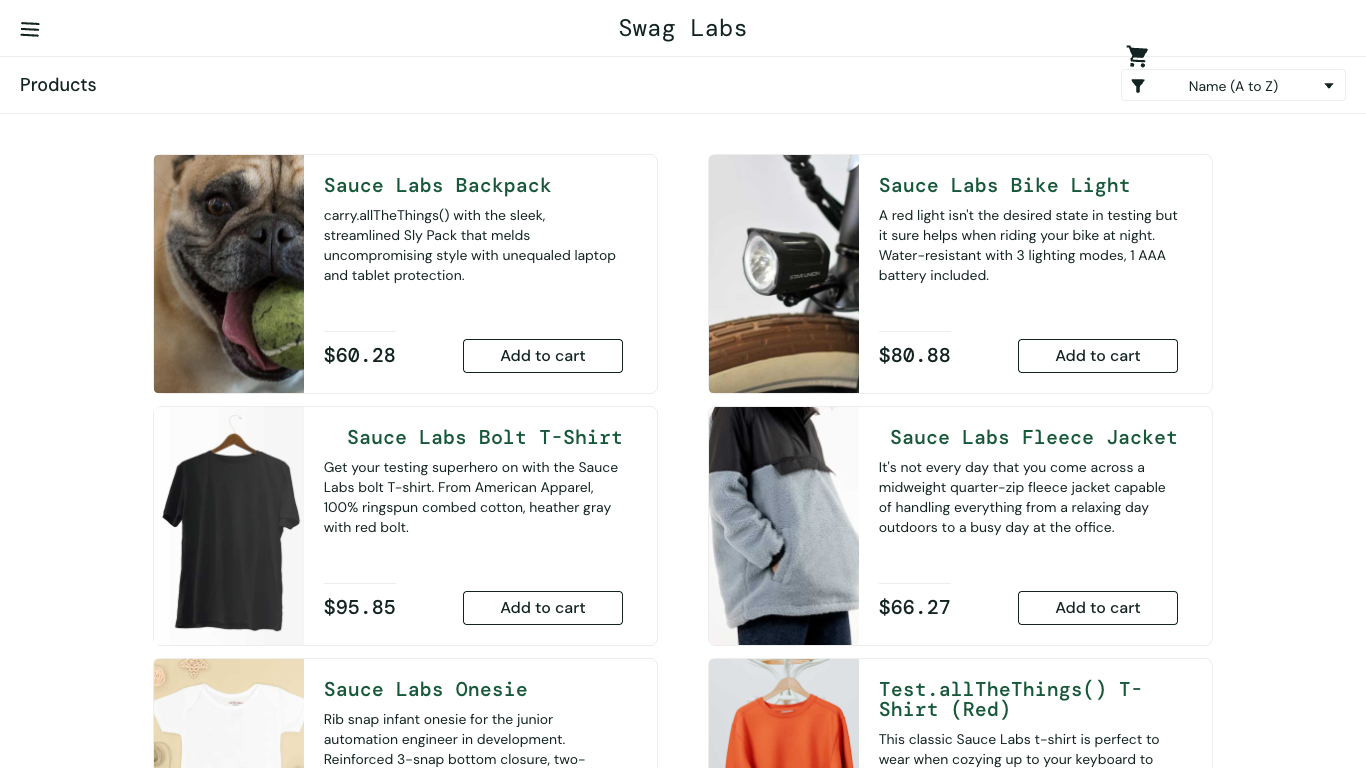 Swag Labs
Products
Name (A to Z)
Sauce Labs Backpack
carry.allTheThings() with the sleek,
streamlined Sly Pack that melds
uncompromising style with unequaled laptop
and tablet protection.
$60.28
Add to cart
Sauce Labs Bike Light
A red light isn't the desired state in testing but
it sure helps when riding your bike at night.
Water-resistant with 3 lighting modes, 1 AAA
battery included.
$80.88
Add to cart
Sauce Labs Bolt T-Shirt
Get your testing superhero on with the Sauce
Labs bolt T-shirt. From American Apparel,
100% ringspun combed cotton, heather gray
with red bolt.
$95.85
Add to cart
Sauce Labs Fleece Jacket
It's not every day that you come across a
midweight quarter-zip fleece jacket capable
of handling everything from a relaxing day
outdoors to a busy day at the office.
$66.27
Add to cart
Sauce Labs Onesie
Rib snap infant onesie for the junior
automation engineer in development.
Reinforced 3-snap bottom closure, two-
Test.allTheThings() T-
Shirt (Red)
This classic Sauce Labs t-shirt is perfect to
wear when cozying up to your keyboard to